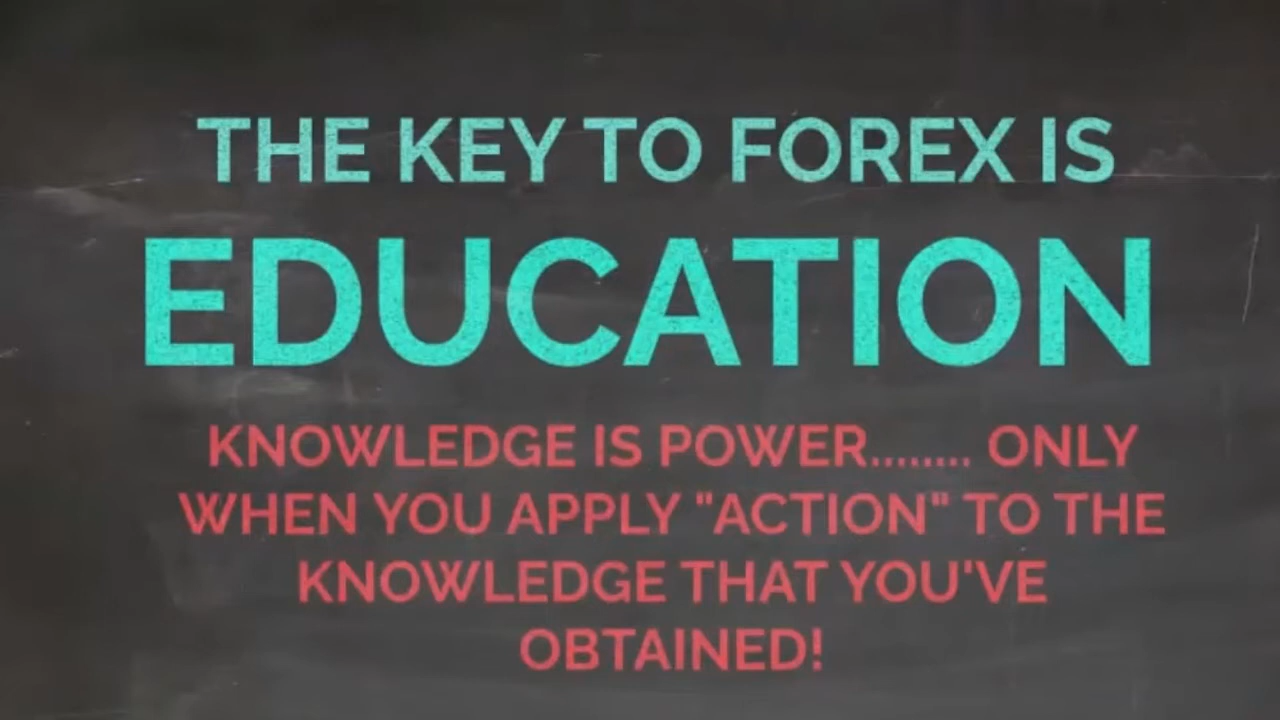 THE KEY TO FOREX IS
EDUCATION
KNOWLEDGE IS POWER........ ONLY
WHEN YOU APPLY "ACTION" TO THE
KNOWLEDGE THAT YOU'VE
OBTAINED!